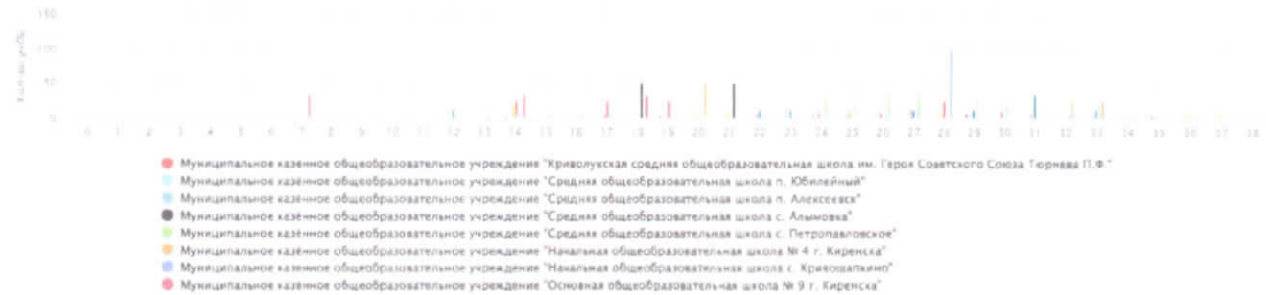 150
100
50
0 1 2 3 4 5 6 7 8 9 10 11 12 13 14 15 16 17 18 19 20 21 22 23 24 25 26 27 28 29 30 31 32 33 34 35 36 37 38
Муниципальное казённое общеобразовательное учреждение "Криволукская средняя общеобразовательная школа им. Героя Советского Союза Тюрнева П.Ф."
Муниципальное казённое общеобразовательное учреждение "Средняя общеобразовательная школа п. Юбилейный"
Муниципальное казённое общеобразовательное учреждение "Средняя общеобразовательная школа п. Алексеевск"
Муниципальное казённое общеобразовательное учреждение "Средняя общеобразовательная школа с. Алымовка"
Муниципальное казённое общеобразовательное учреждение "Средняя общеобразовательная школа с. Петропавловское"
Муниципальное казённое общеобразовательное учреждение "Начальная общеобразовательная школа № 4 г. Киренска"
Муниципальное казенное общеобразовательное учреждение "Начальная общеобразовательная школа с. Кривошапкино"
Муниципальное казённое общеобразовательное учреждение "Основная общеобразовательная школа № 9 г. Киренска"